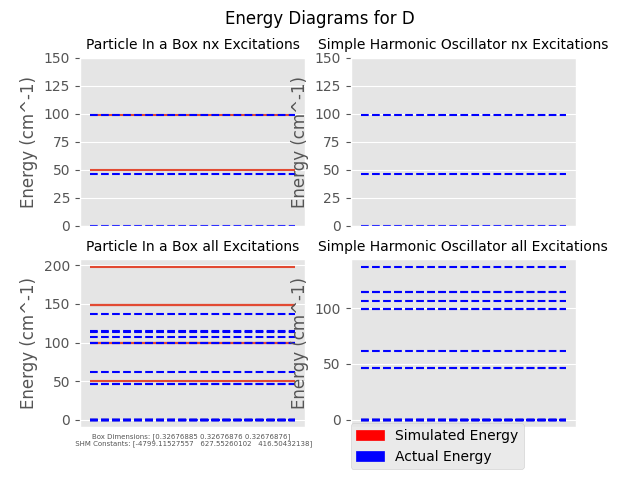 Energy Diagrams for D
Particle In a Box nx Excitations
Simple Harmonic Oscillator nx Excitations
Energy (cm^-1)
150
125
100
75
50
25
0
Energy (cm^-1)
150
125
100
75
50
25
0
Particle In a Box all Excitations
Simple Harmonic Oscillator all Excitations
Energy (cm^-1)
200
150
100
50
0
Energy (cm^-1)
100
50
0
Box Dimensions: [0.32676885 0.32676876 0.32676876]
SHM Constants: [-4799.11527557 627.55260102 416.50432138]
Simulated Energy
Actual Energy